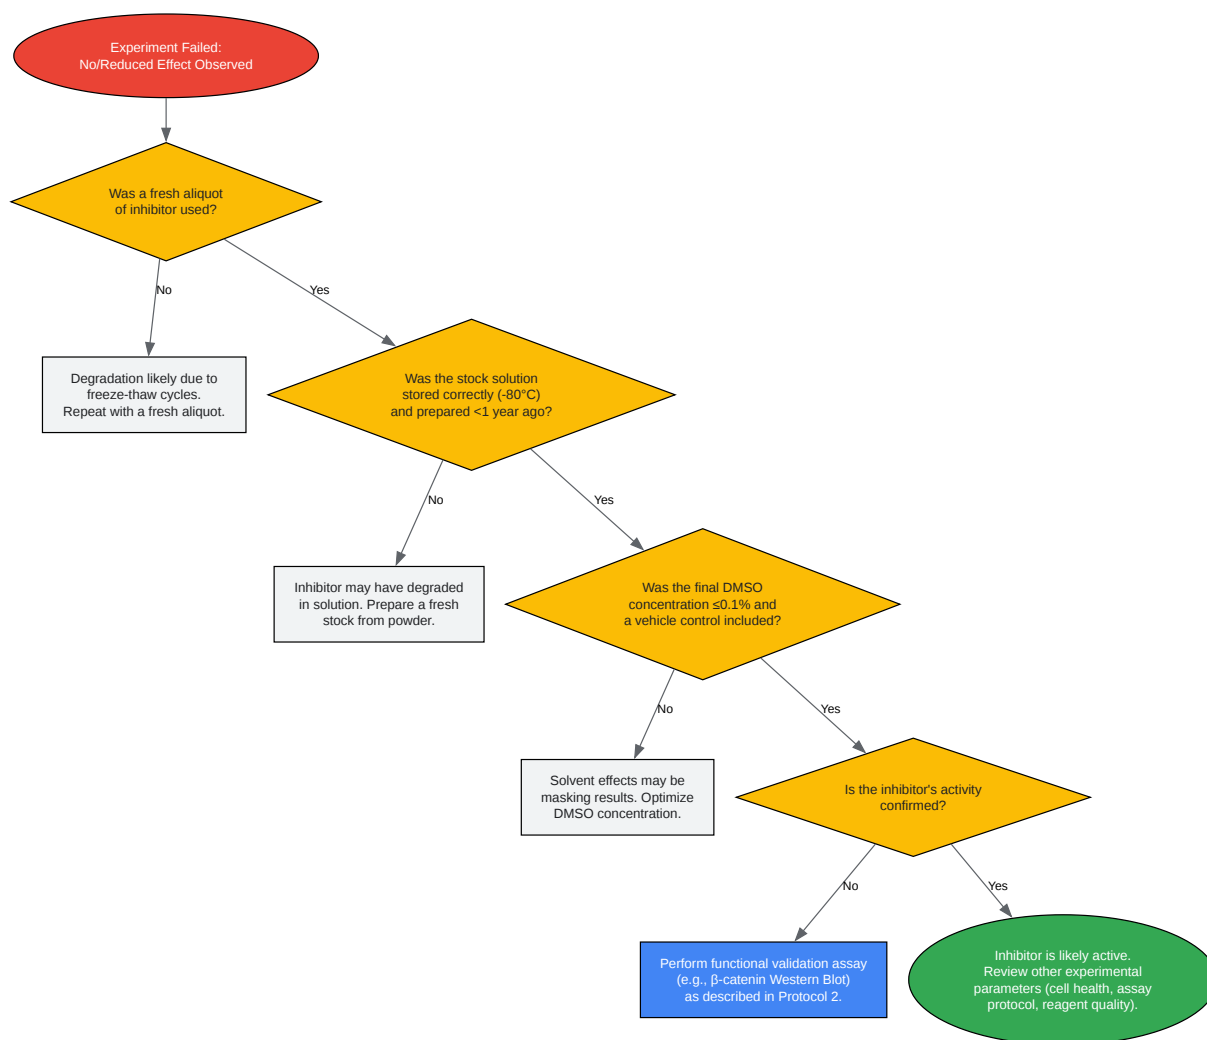 Experiment Failed:
No/Reduced Effect Observed
Was a fresh aliquot
of inhibitor used?
No
Yes
Degradation likely due to
freeze-thaw cycles.
Repeat with a fresh aliquot.
Was the stock solution
stored correctly (-80°C)
and prepared <1 year ago?
No
Yes
Inhibitor may have degraded
in solution. Prepare a fresh
stock from powder.
Was the final DMSO
concentration ≤0.1% and
a vehicle control included?
No
Yes
Solvent effects may be
masking results. Optimize
DMSO concentration.
Is the inhibitor's activity
confirmed?
No
Yes
Perform functional validation assay
(e.g., β-catenin Western Blot)
as described in Protocol 2.
Inhibitor is likely active.
Review other experimental
parameters (cell health, assay
protocol, reagent quality).